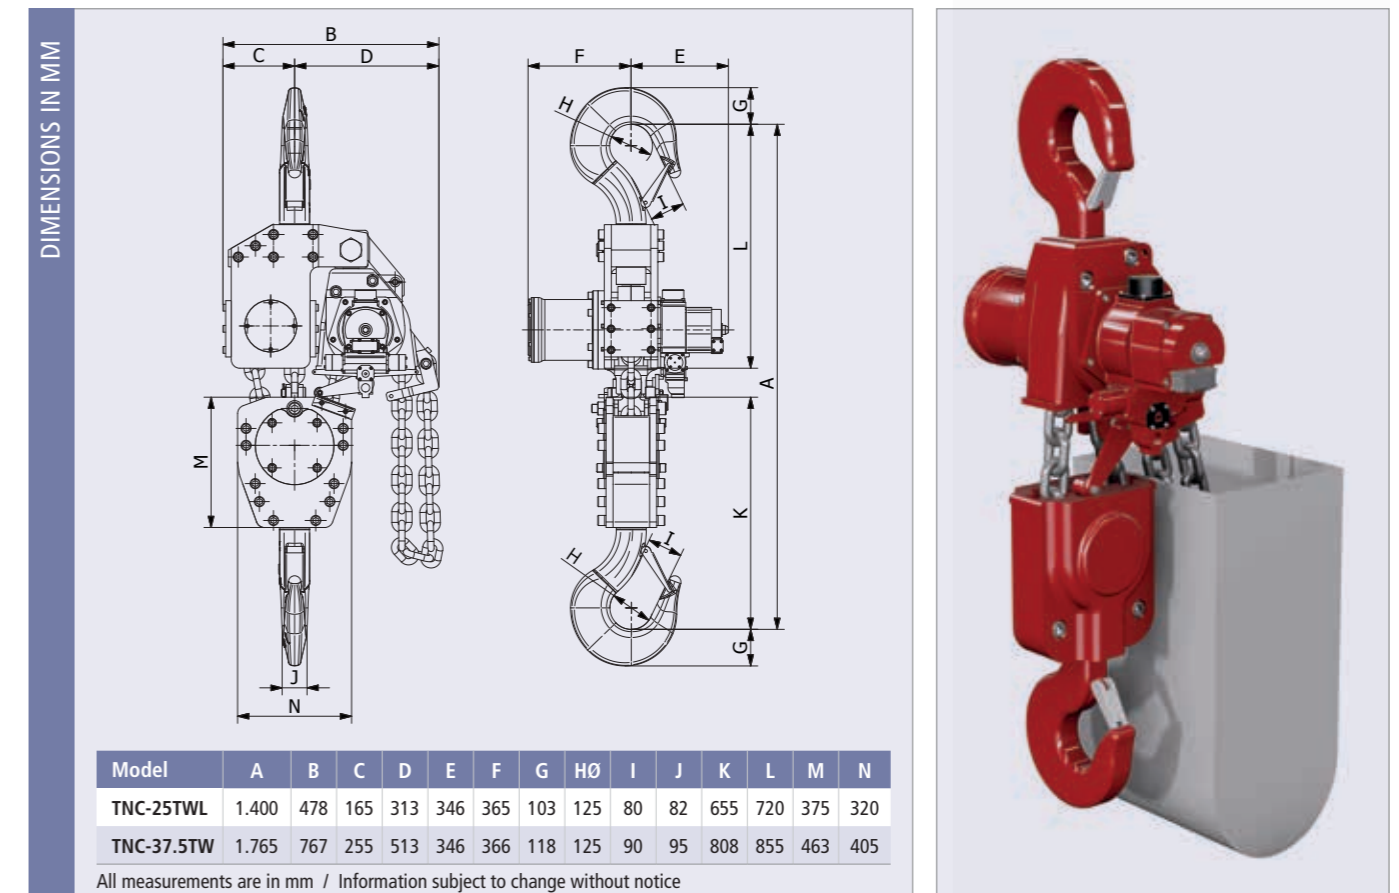 DIMENSIONS IN MM
B
C D
F E
H
G
I
L
A
M
K
I
H
G
J
N
Model A B C D E F G HØ I J K L M N
TNC-25TWL 1.400 478 165 313 346 365 103 125 80 82 655 720 375 320
TNC-37.5TW 1.765 767 255 513 346 366 118 125 90 95 808 855 463 405
All measurements are in mm / Information subject to change without notice